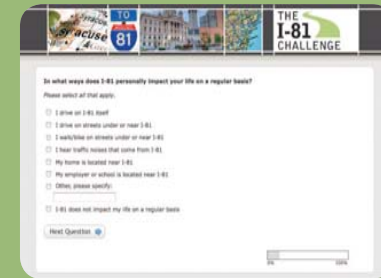 TO
81
THE
I-81
CHALLENGE
In what ways does I-81 personally impact your life on a regular basis?
Please select all that apply.
I drive on I-81 itself
I drive on streets under or near I-81
I walk/bike on streets under or near I-81
I hear traffic noises that come from I-81
My home is located near I-81
My employer or school is located near I-81
Other, please specify:
I-81 does not impact my life on a regular basis
Next Question
0% 100%